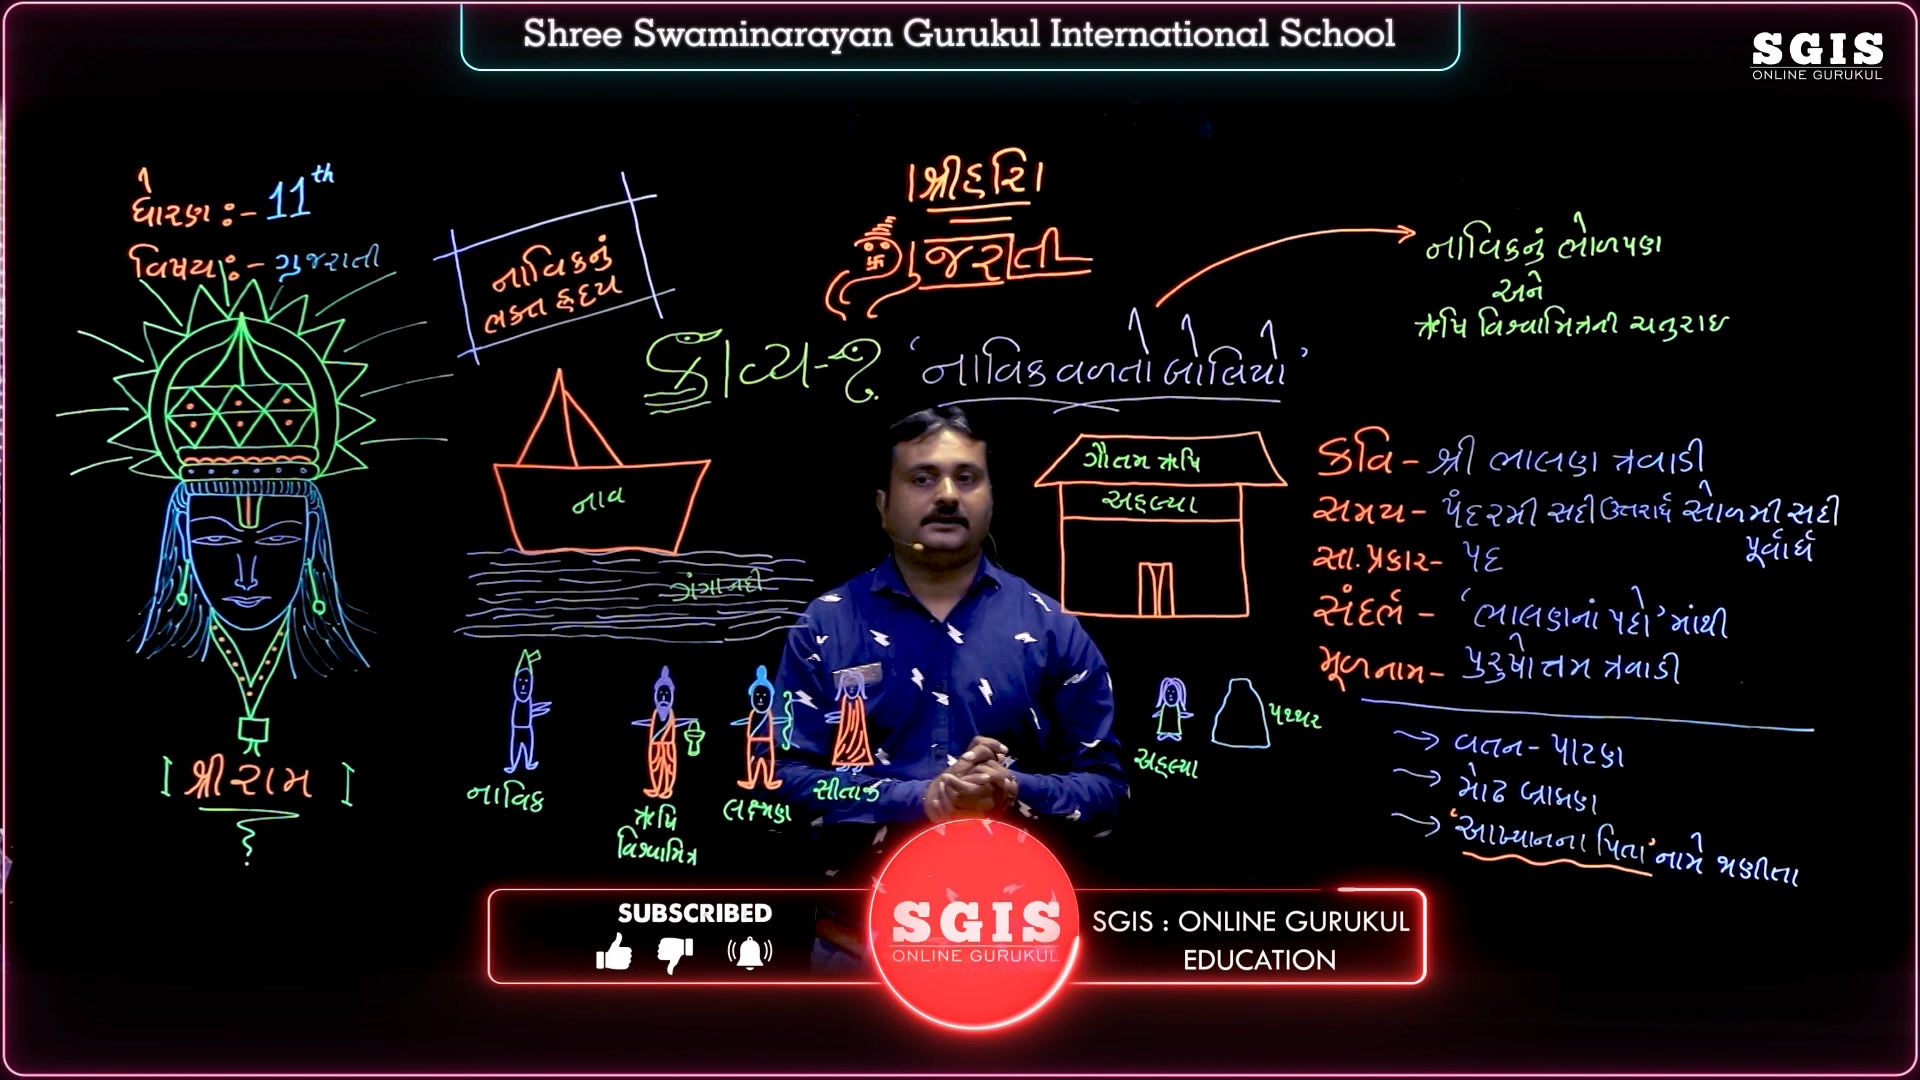 Shree Swaminarayan Gurukul International School
SGIS
ONLINE GURUKUL
ધોરણ :- 11th
વિષય :- ગુજરાતી
નાવિકનું
ભક્ત હૃદય
।શ્રીહરિ।
ગુજરાતી
કાવ્ય-૨ 'નાવિક વળતો બોલિયો'
નાવિકનું ભોળપણ
અને
ઋષિ વિશ્વામિત્રની ચતુરાઇ
નાવ
ગંગા નદી
ગૌતમ ઋષિ
અહલ્યા
કવિ - શ્રી ભાલણ ત્રવાડી
સમય - પંદરમી સદી ઉત્તરાર્ધ સોળમી સદી
પૂર્વાર્ધ
સા. પ્રકાર - પદ
સંદર્ભ - 'ભાલણનાં પદો' માંથી
મૂળ નામ - પુરુષોત્તમ ત્રવાડી
→ વતન - પાટણ
→ મોઢ બ્રાહ્મણ
→ 'આખ્યાનના પિતા' નામે જાણીતા
શ્રી રામ
નાવિક
ઋષિ
વિશ્વામિત્ર
લક્ષ્મણ
સીતાજી
અહલ્યા
પથ્થર
SUBSCRIBED
SGIS
ONLINE GURUKUL
SGIS : ONLINE GURUKUL
EDUCATION